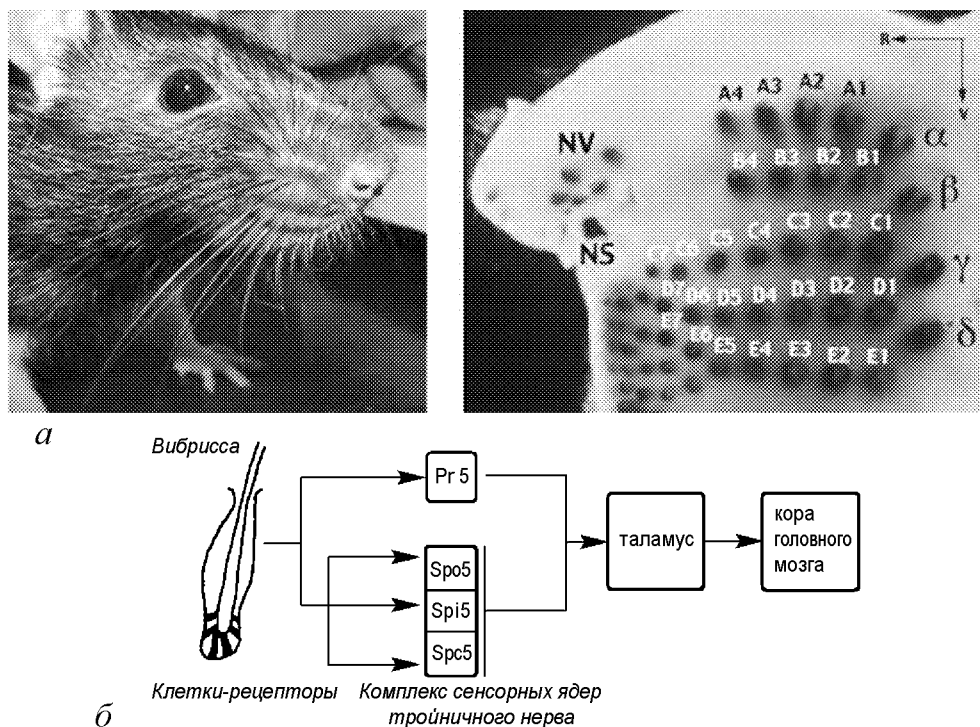 R
V
A4 A3 A2 A1
α
NV
B4 B3 B2 B1
β
NS
C7 C6 C5 C4 C3 C2 C1
γ
D7 D6 D5 D4 D3 D2 D1
δ
E7 E6 E5 E4 E3 E2 E1
а
Вибрисса
Pr 5
Spo5
Spi5
Spc5
таламус
кора
головного
мозга
Клетки-рецепторы
Комплекс сенсорных ядер
тройничного нерва
б